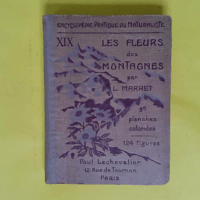 ENCYCLOPÉDIE PRATIQUE DU NATURALISTE
XIX
LES FLEURS
des
MONTAGNES
par
L. MARRET
planches
coloriées
124 figures
Paul Lechevalier
12 Rue de Tournon
PARIS